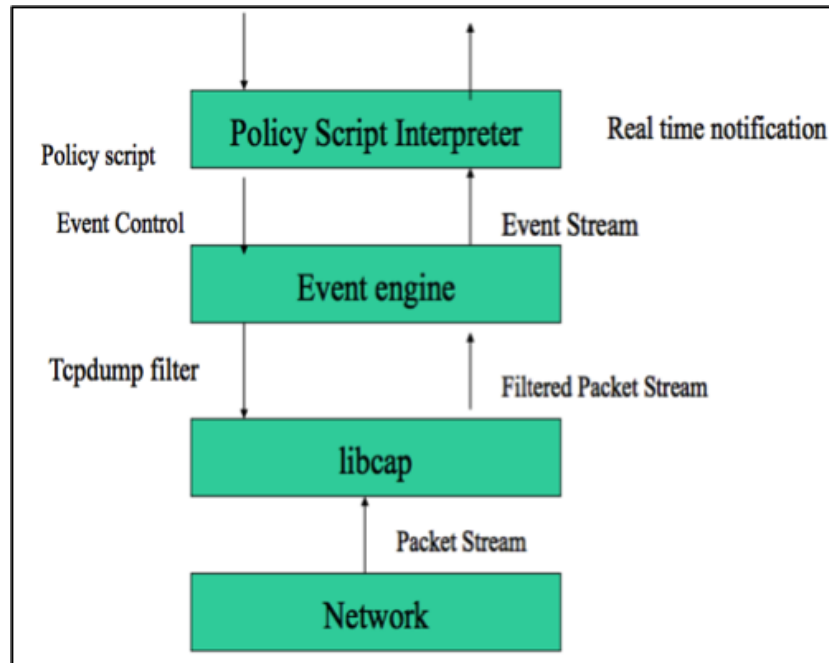 Policy Script Interpreter
Real time notification
Policy script
Event Control
Event Stream
Event engine
Tcpdump filter
Filtered Packet Stream
libcap
Packet Stream
Network